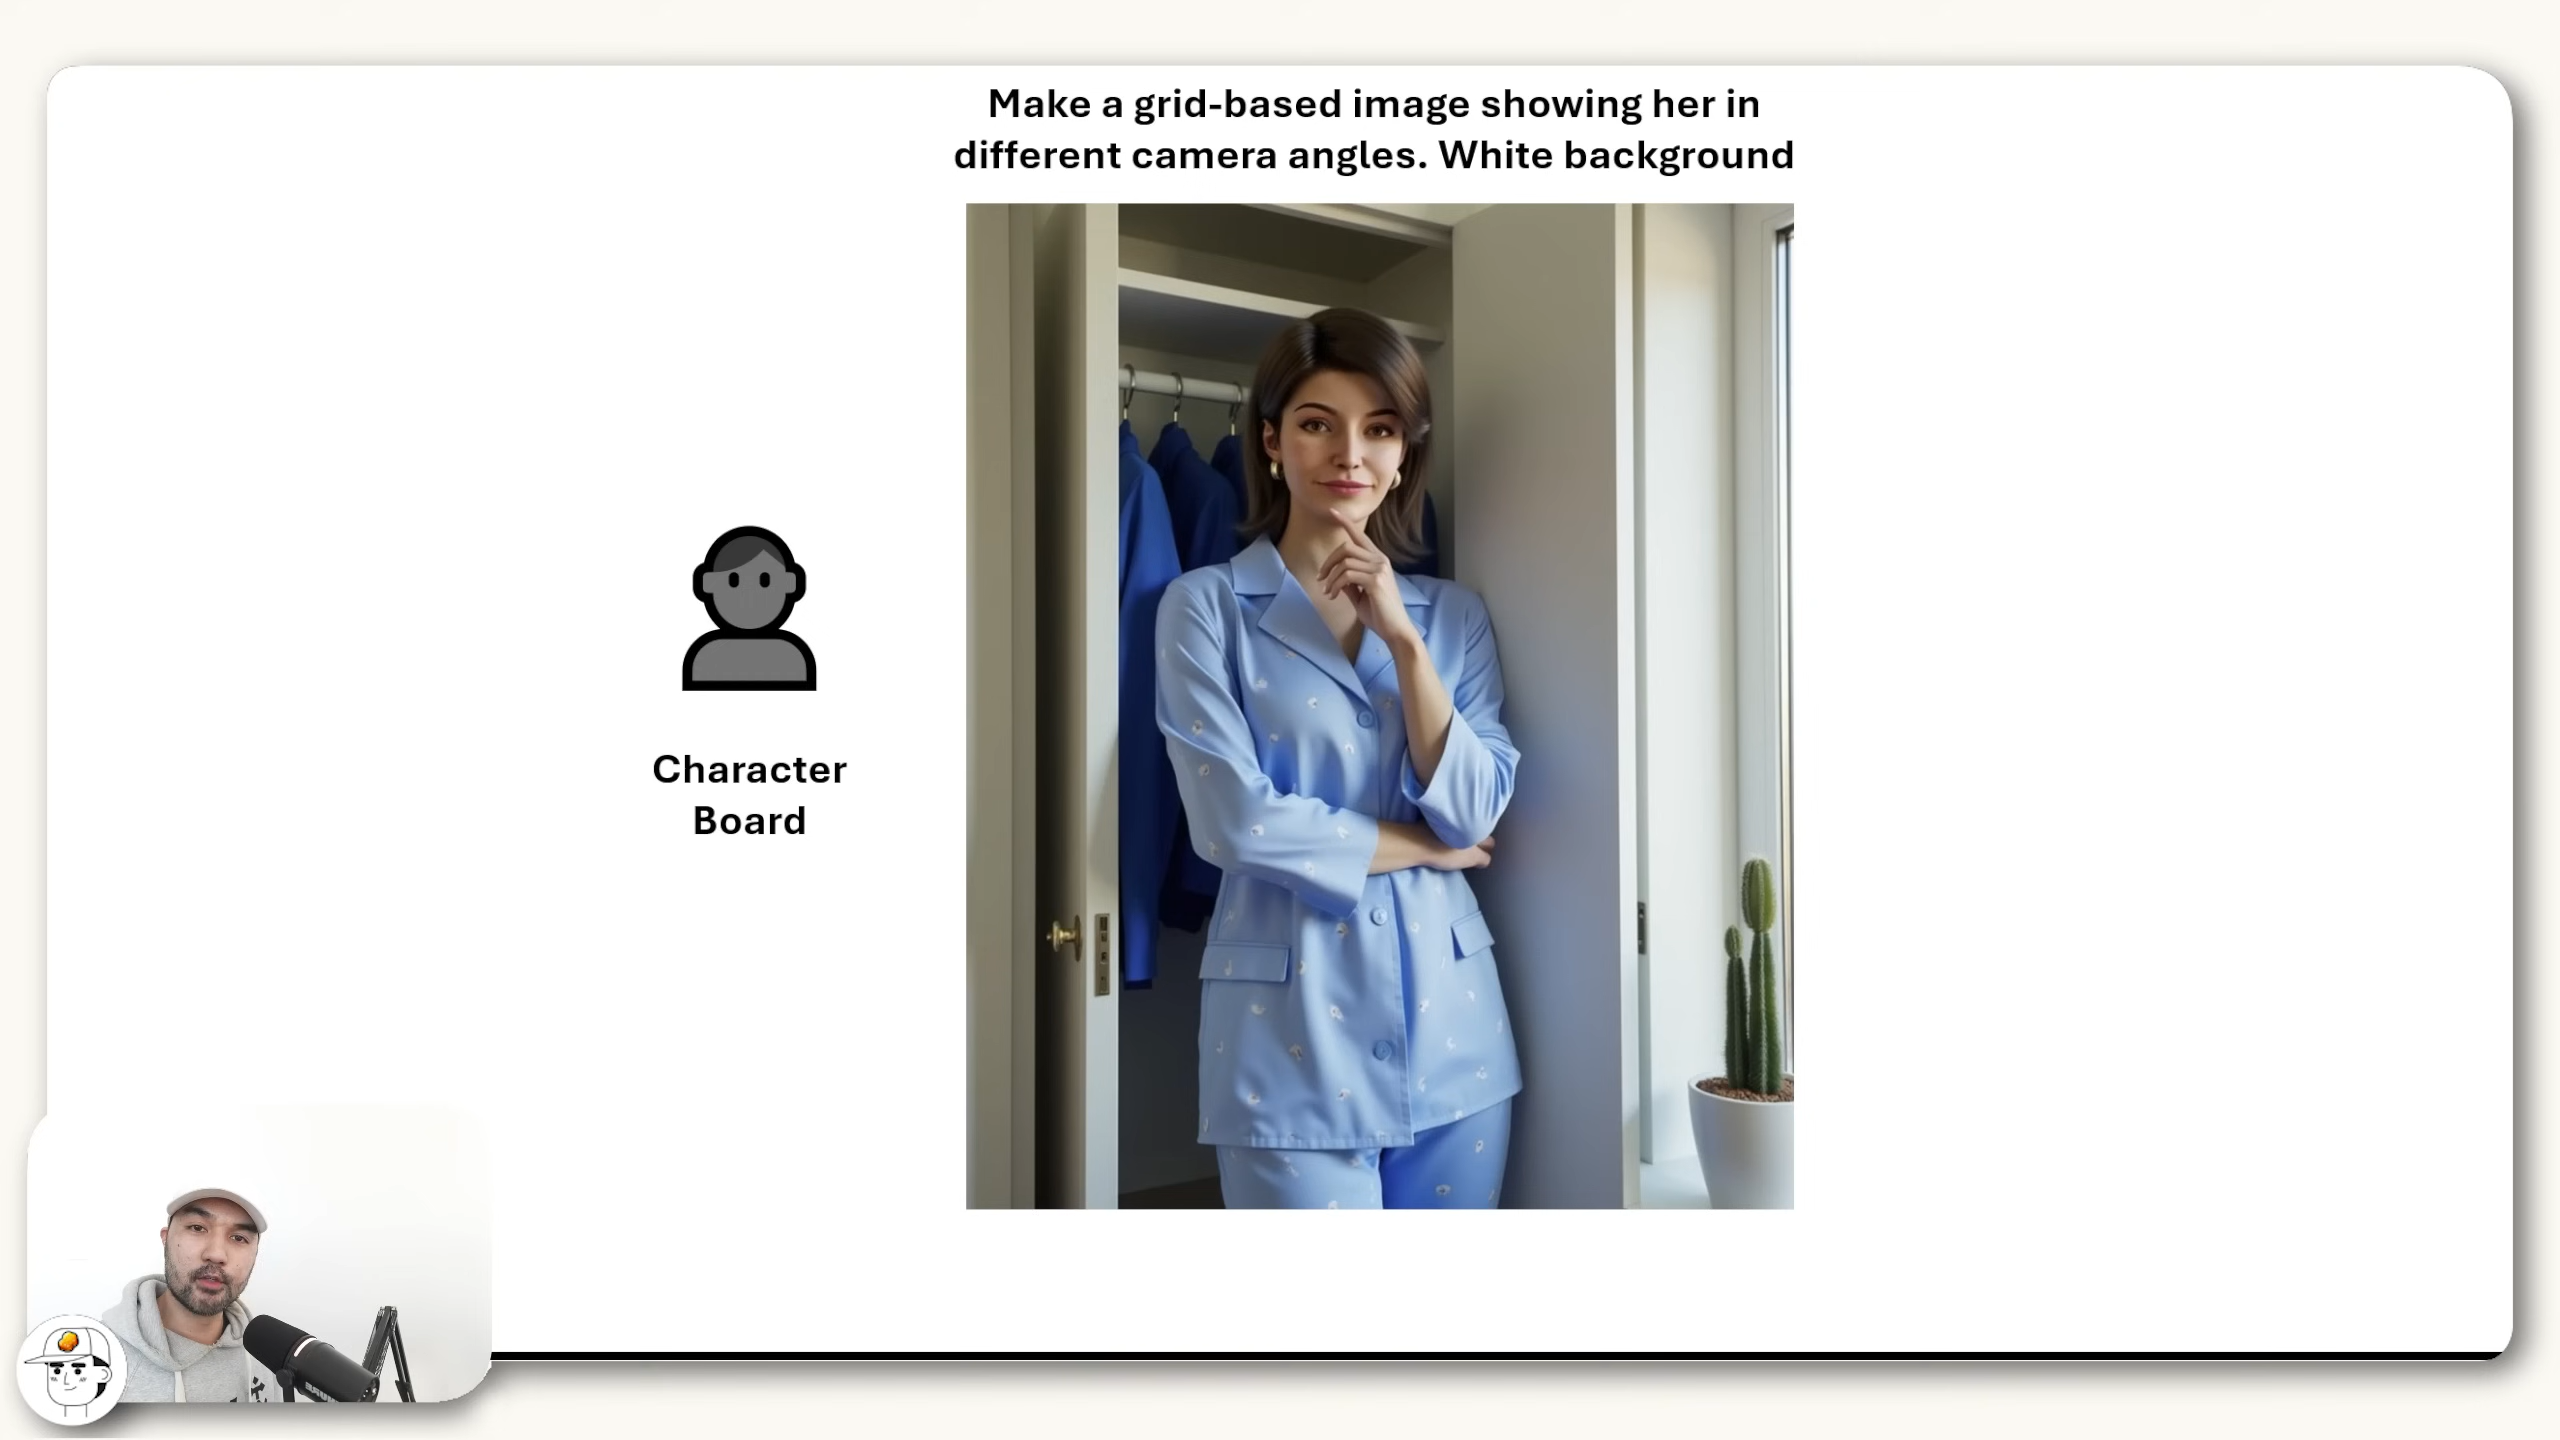 Make a grid-based image showing her in
different camera angles. White background
Character
Board